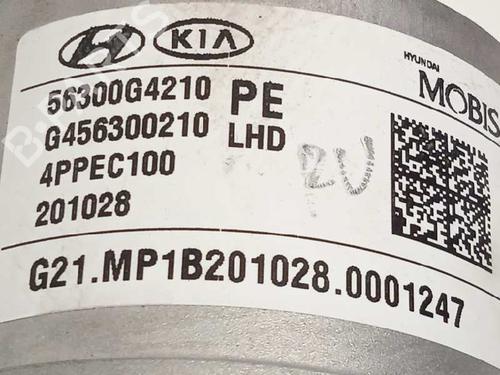 KIA
HYUNDAI
MOBIS
56300G4210 PE
G456300210 LHD
4PPEC100
201028
G21.MP1B201028.0001247